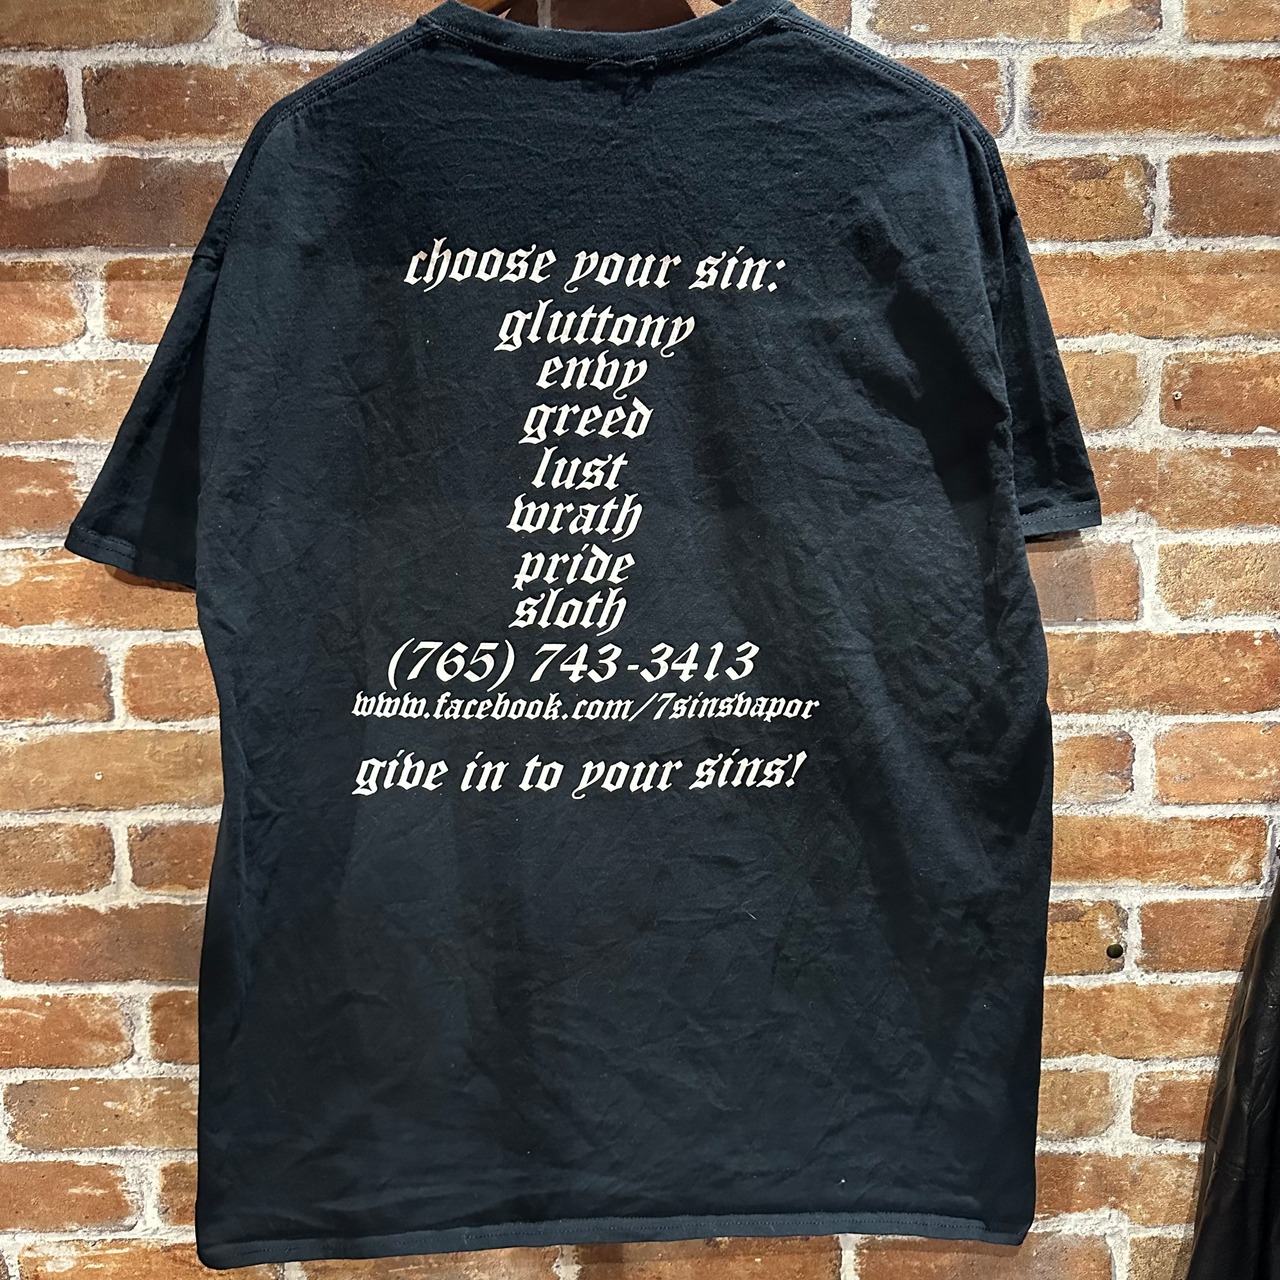 choose your sin:
gluttony
envy
greed
lust
wrath
pride
sloth
(765) 743-3413
www.facebook.com/7sinsvapor
give in to your sins!